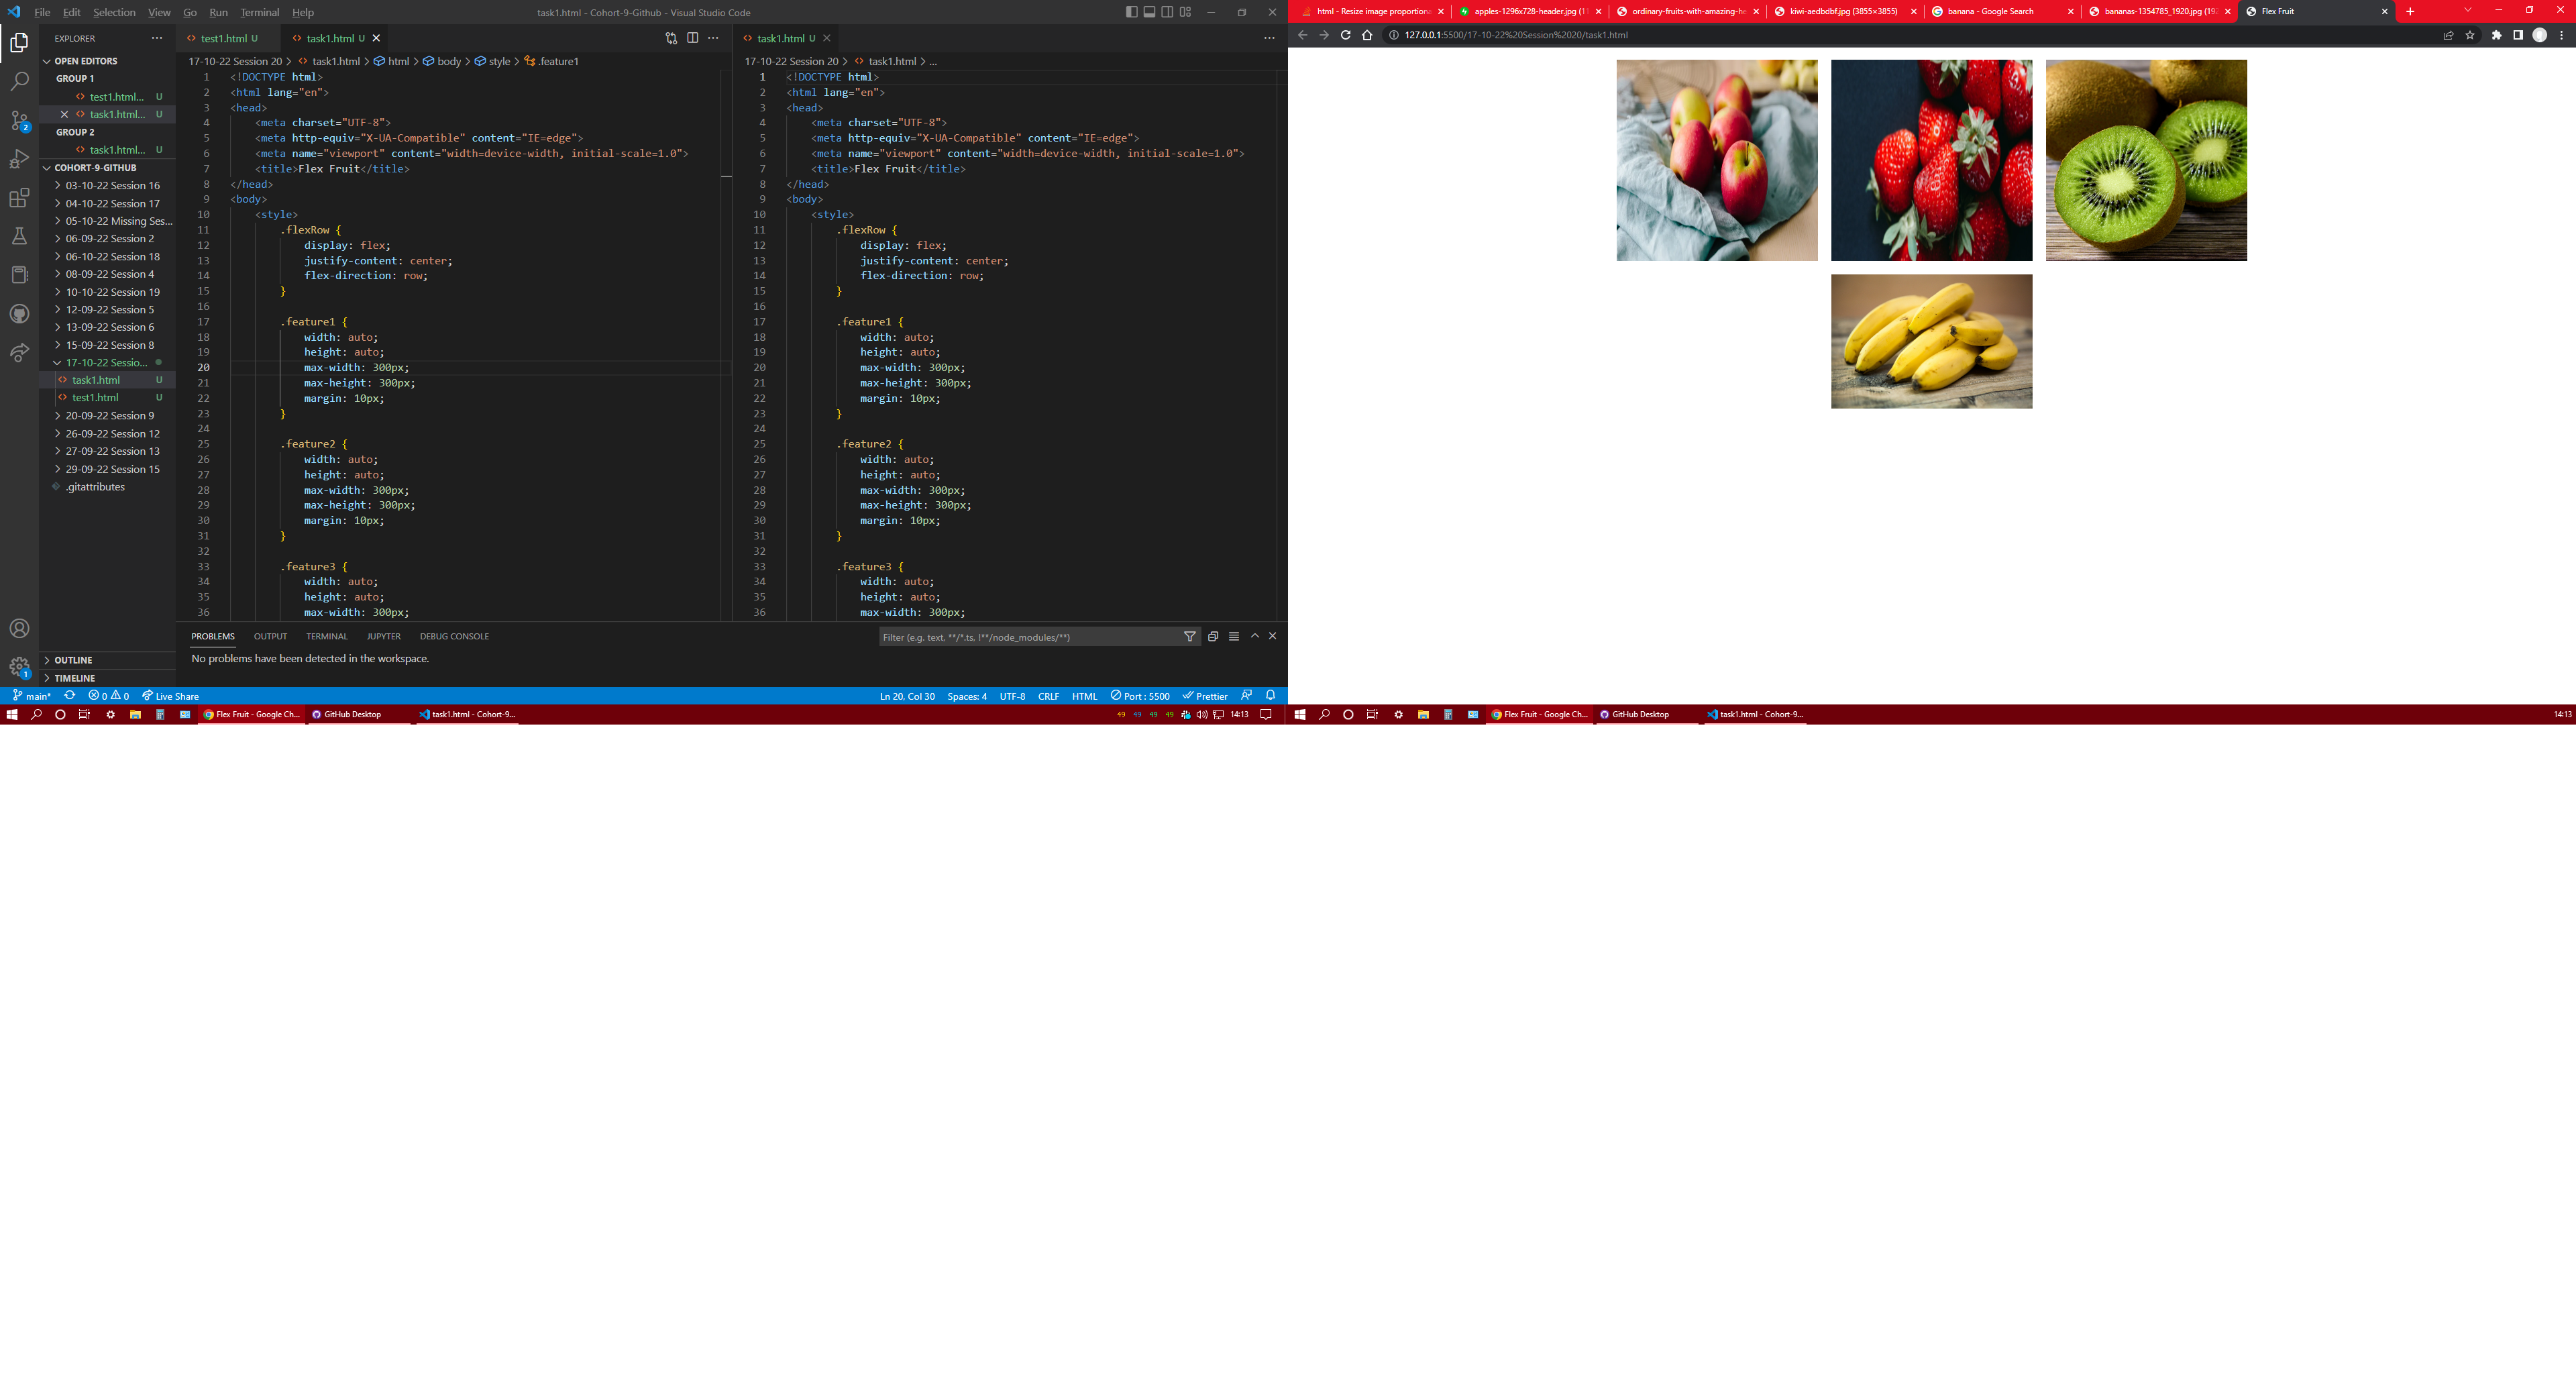 File Edit Selection View Go Run Terminal Help
task1.html - Cohort-9-Github - Visual Studio Code
EXPLORER
OPEN EDITORS
GROUP 1
test1.html... U
task1.html... U
GROUP 2
task1.html... U
COHORT-9-GITHUB
03-10-22 Session 16
04-10-22 Session 17
05-10-22 Missing Ses...
06-09-22 Session 2
06-10-22 Session 18
08-09-22 Session 4
10-10-22 Session 19
12-09-22 Session 5
13-09-22 Session 6
15-09-22 Session 8
17-10-22 Sessio...
task1.html U
test1.html U
20-09-22 Session 9
26-09-22 Session 12
27-09-22 Session 13
29-09-22 Session 15
.gitattributes
OUTLINE
TIMELINE
2
1
test1.html U
task1.html U
17-10-22 Session 20 > task1.html > html > body > style > .feature1
1 <!DOCTYPE html>
2 <html lang="en">
3 <head>
4 <meta charset="UTF-8">
5 <meta http-equiv="X-UA-Compatible" content="IE=edge">
6 <meta name="viewport" content="width=device-width, initial-scale=1.0">
7 <title>Flex Fruit</title>
8 </head>
9 <body>
10 <style>
11 .flexRow {
12 display: flex;
13 justify-content: center;
14 flex-direction: row;
15 }
16
17 .feature1 {
18 width: auto;
19 height: auto;
20 max-width: 300px;
21 max-height: 300px;
22 margin: 10px;
23 }
24
25 .feature2 {
26 width: auto;
27 height: auto;
28 max-width: 300px;
29 max-height: 300px;
30 margin: 10px;
31 }
32
33 .feature3 {
34 width: auto;
35 height: auto;
36 max-width: 300px;
task1.html U
17-10-22 Session 20 > task1.html > ...
1 <!DOCTYPE html>
2 <html lang="en">
3 <head>
4 <meta charset="UTF-8">
5 <meta http-equiv="X-UA-Compatible" content="IE=edge">
6 <meta name="viewport" content="width=device-width, initial-scale=1.0">
7 <title>Flex Fruit</title>
8 </head>
9 <body>
10 <style>
11 .flexRow {
12 display: flex;
13 justify-content: center;
14 flex-direction: row;
15 }
16
17 .feature1 {
18 width: auto;
19 height: auto;
20 max-width: 300px;
21 max-height: 300px;
22 margin: 10px;
23 }
24
25 .feature2 {
26 width: auto;
27 height: auto;
28 max-width: 300px;
29 max-height: 300px;
30 margin: 10px;
31 }
32
33 .feature3 {
34 width: auto;
35 height: auto;
36 max-width: 300px;
PROBLEMS OUTPUT TERMINAL JUPYTER DEBUG CONSOLE
Filter (e.g. text, **/*.ts, !**/node_modules/**)
No problems have been detected in the workspace.
main* 0 0 Live Share
Ln 20, Col 30 Spaces: 4 UTF-8 CRLF HTML Port : 5500 Prettier
Flex Fruit - Google Ch... GitHub Desktop task1.html - Cohort-9...
49 49 49 49 14:13
html - Resize image proportiona
apples-1296x728-header.jpg (11
ordinary-fruits-with-amazing-he
kiwi-aedbdbf.jpg (3855×3855)
banana - Google Search
bananas-1354785_1920.jpg (192
Flex Fruit
127.0.0.1:5500/17-10-22%20Session%2020/task1.html
Flex Fruit - Google Ch... GitHub Desktop task1.html - Cohort-9...
14:13